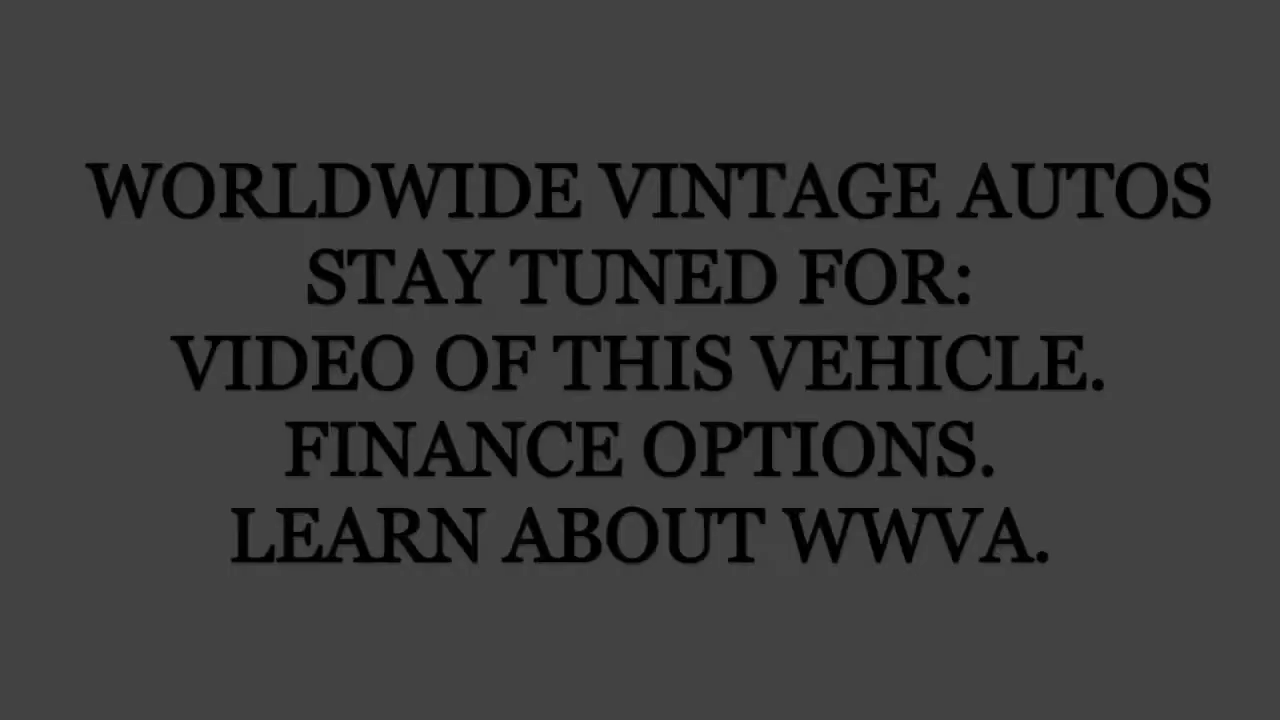 WORLDWIDE VINTAGE AUTOS
STAY TUNED FOR:
VIDEO OF THIS VEHICLE.
FINANCE OPTIONS.
LEARN ABOUT WWVA.